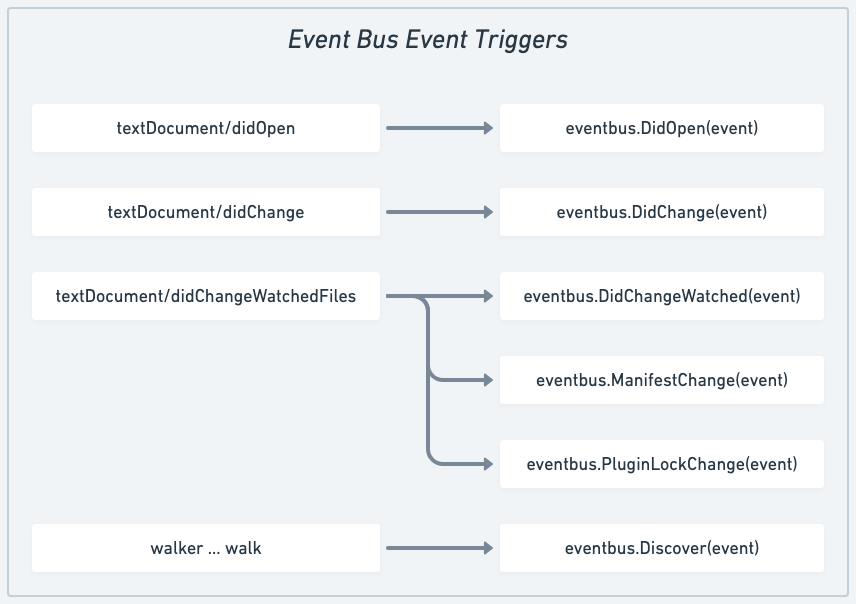 Event Bus Event Triggers
textDocument/didOpen
eventbus.DidOpen(event)
textDocument/didChange
eventbus.DidChange(event)
textDocument/didChangeWatchedFiles
eventbus.DidChangeWatched(event)
eventbus.ManifestChange(event)
eventbus.PluginLockChange(event)
walker ... walk
eventbus.Discover(event)